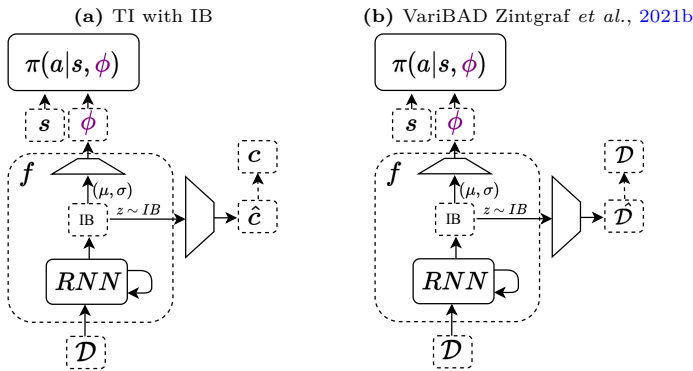 (a) TI with IB
π(a|s, ϕ)
s
ϕ
f
(μ, σ)
IB
z ∼ IB
c
ĉ
RNN
𝒟
(b) VariBAD Zintgraf et al., 2021b
π(a|s, ϕ)
s
ϕ
f
(μ, σ)
IB
z ∼ IB
𝒟
𝒟̂
RNN
𝒟